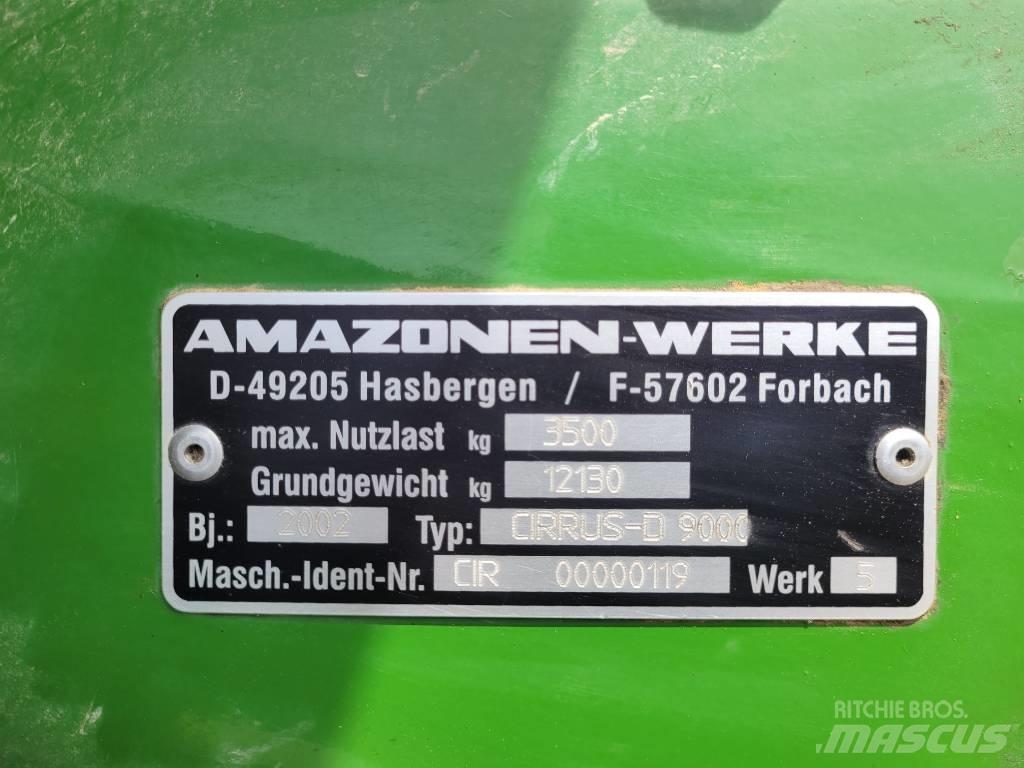 AMAZONEN-WERKE
D-49205 Hasbergen / F-57602 Forbach
max. Nutzlast kg 3500
Grundgewicht kg 12130
Bj.: 2002 Typ: CIRRUS-D 9000
Masch.-Ident-Nr. CIR 00000119 Werk 5
RITCHIE BROS.
MASCUS